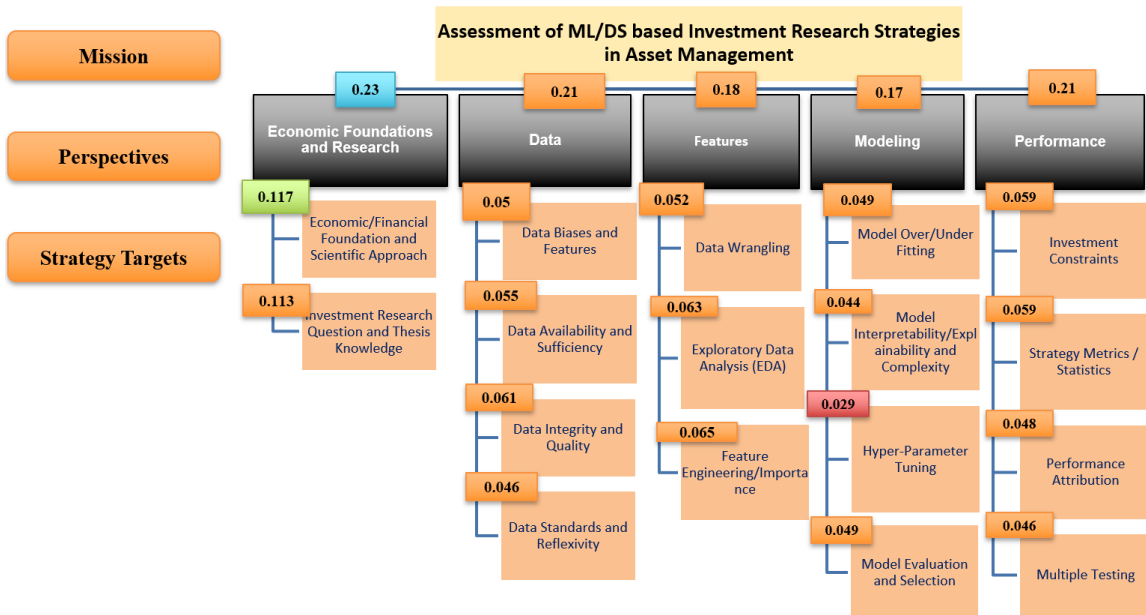 Mission
Assessment of ML/DS based Investment Research Strategies
in Asset Management
0.23
0.21
0.18
0.17
0.21
Perspectives
Economic Foundations
and Research
Data
Features
Modeling
Performance
Strategy Targets
0.117
Economic/Financial
Foundation and
Scientific Approach
0.113
Investment Research
Question and Thesis
Knowledge
0.05
Data Biases and
Features
0.055
Data Availability and
Sufficiency
0.061
Data Integrity and
Quality
0.046
Data Standards and
Reflexivity
0.052
Data Wrangling
0.063
Exploratory Data
Analysis (EDA)
0.065
Feature
Engineering/Importa
nce
0.049
Model Over/Under
Fitting
0.044
Model
Interpretability/Expl
ainability and
Complexity
0.029
Hyper-Parameter
Tuning
0.049
Model Evaluation
and Selection
0.059
Investment
Constraints
0.059
Strategy Metrics /
Statistics
0.048
Performance
Attribution
0.046
Multiple Testing